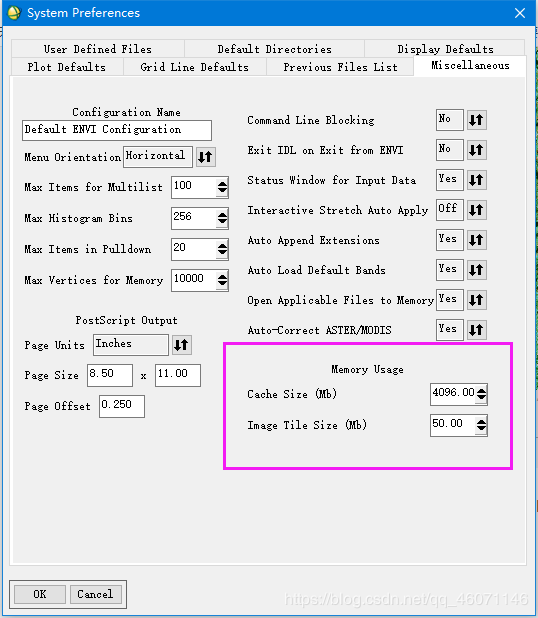 System Preferences
User Defined Files
Default Directories
Display Defaults
Plot Defaults
Grid Line Defaults
Previous Files List
Miscellaneous
Configuration Name
Default ENVI Configuration
Menu Orientation Horizontal
Max Items for Multilist 100
Max Histogram Bins 256
Max Items in Pulldown 20
Max Vertices for Memory 10000
PostScript Output
Page Units Inches
Page Size 8.50 x 11.00
Page Offset 0.250
Command Line Blocking No
Exit IDL on Exit from ENVI No
Status Window for Input Data Yes
Interactive Stretch Auto Apply Off
Auto Append Extensions Yes
Auto Load Default Bands Yes
Open Applicable Files to Memory Yes
Auto-Correct ASTER/MODIS Yes
Memory Usage
Cache Size (Mb) 4096.00
Image Tile Size (Mb) 50.00
OK
Cancel
https://blog.csdn.net/qq_46071146